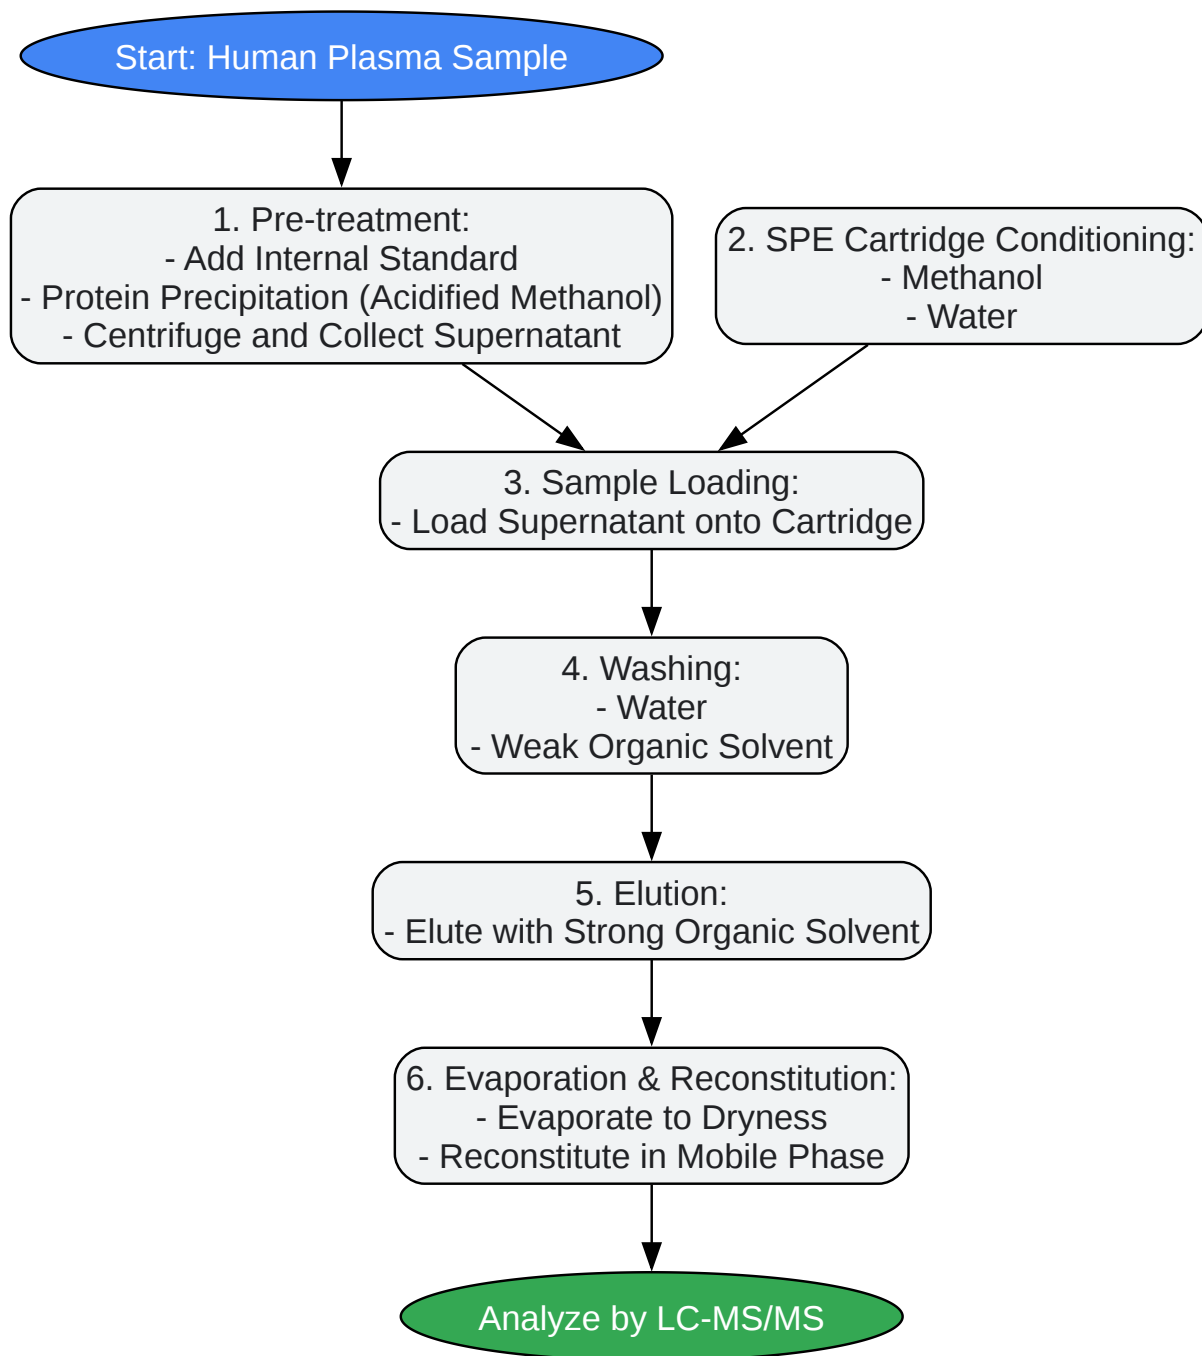 Start: Human Plasma Sample
1. Pre-treatment:
- Add Internal Standard
- Protein Precipitation (Acidified Methanol)
- Centrifuge and Collect Supernatant
2. SPE Cartridge Conditioning:
- Methanol
- Water
3. Sample Loading:
- Load Supernatant onto Cartridge
4. Washing:
- Water
- Weak Organic Solvent
5. Elution:
- Elute with Strong Organic Solvent
6. Evaporation & Reconstitution:
- Evaporate to Dryness
- Reconstitute in Mobile Phase
Analyze by LC-MS/MS